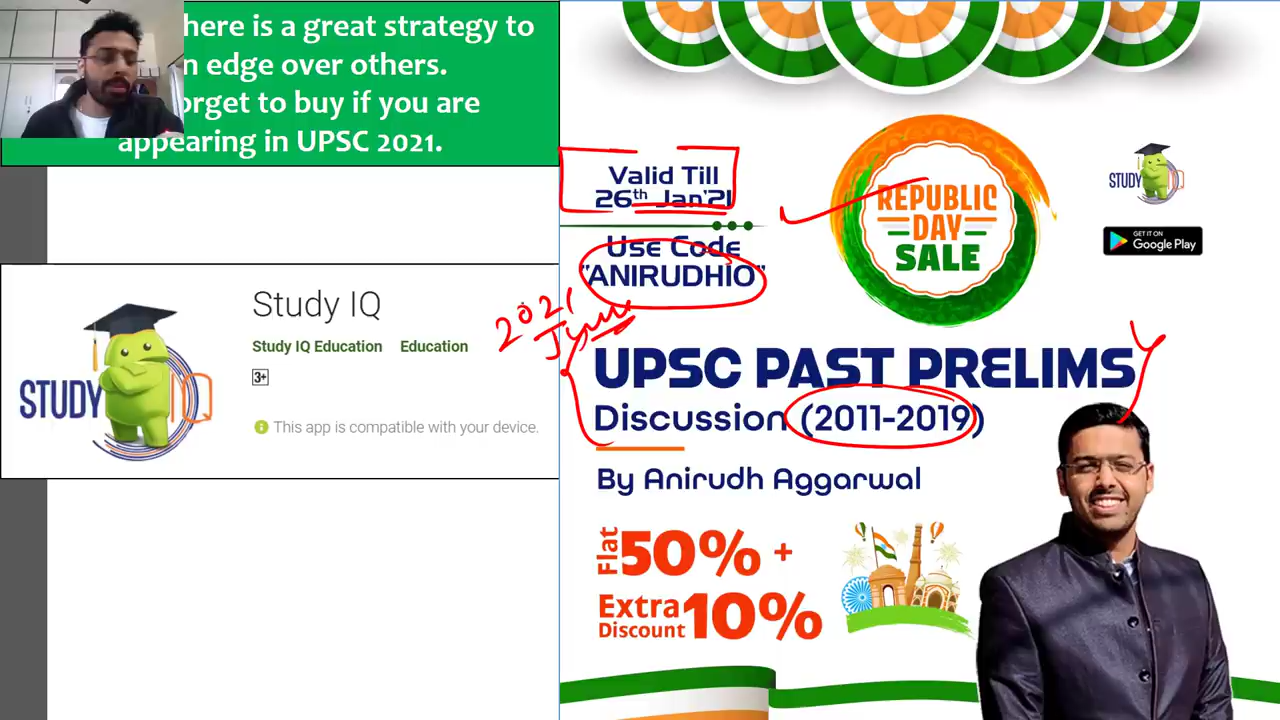 here is a great strategy to
n edge over others.
orget to buy if you are
appearing in UPSC 2021.
Study IQ
Study IQ Education Education
3+
This app is compatible with your device.
STUDY IQ
Valid Till
26th Jan'21
Use Code
"ANIRUDH10"
2021
June
REPUBLIC
DAY
SALE
STUDY IQ
GET IT ON
Google Play
UPSC PAST PRELIMS
Discussion (2011-2019)
By Anirudh Aggarwal
Flat 50% +
Extra Discount 10%